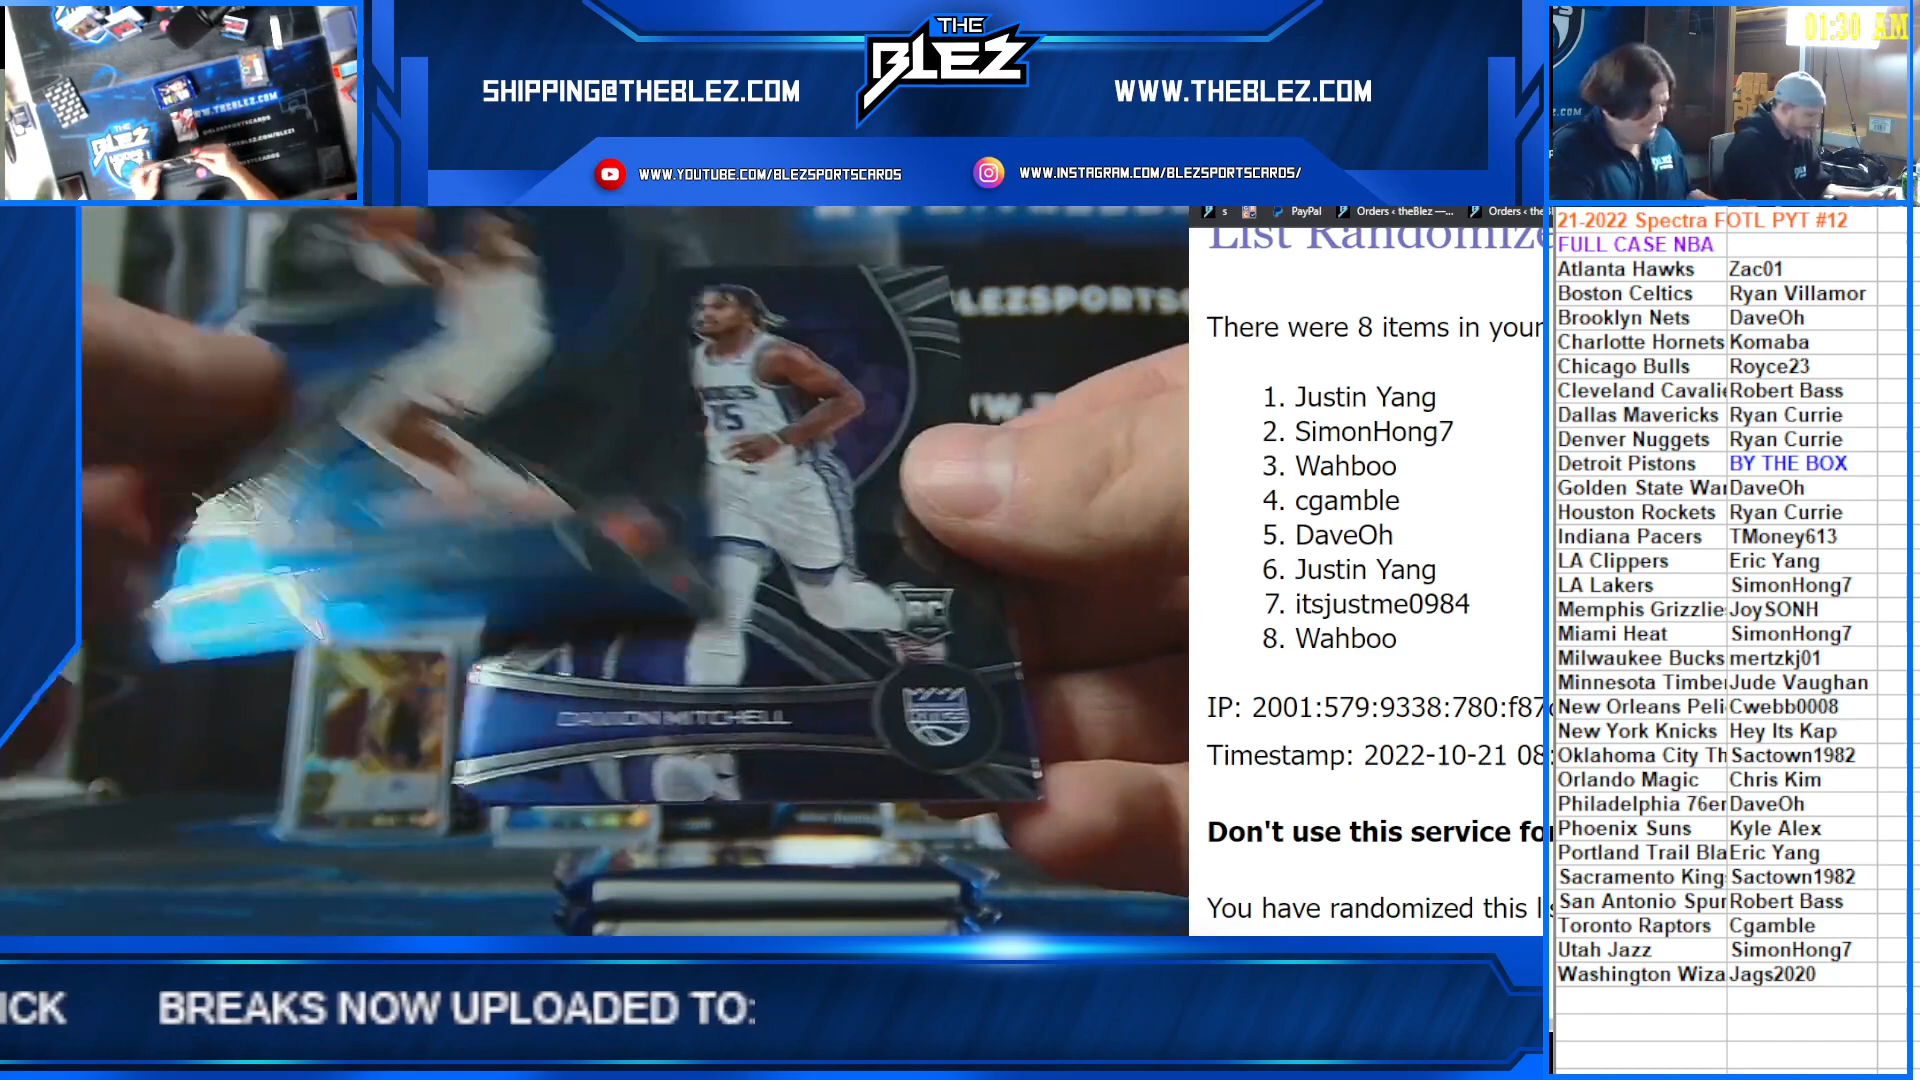 THE
BLEZ
SHIPPING@THEBLEZ.COM
WWW.THEBLEZ.COM
WWW.YOUTUBE.COM/BLEZSPORTSCARDS
WWW.INSTAGRAM.COM/BLEZSPORTSCARDS/
01:30 AM
s PayPal Orders ‹ theBlez —... Orders ‹ the
List Randomize
There were 8 items in your
1. Justin Yang
2. SimonHong7
3. Wahboo
4. cgamble
5. DaveOh
6. Justin Yang
7. itsjustme0984
8. Wahboo
IP: 2001:579:9338:780:f87
Timestamp: 2022-10-21 08:
Don't use this service fo
You have randomized this
21-2022 Spectra FOTL PYT #12
FULL CASE NBA
Atlanta Hawks Zac01
Boston Celtics Ryan Villamor
Brooklyn Nets DaveOh
Charlotte Hornets Komaba
Chicago Bulls Royce23
Cleveland Cavali Robert Bass
Dallas Mavericks Ryan Currie
Denver Nuggets Ryan Currie
Detroit Pistons BY THE BOX
Golden State War DaveOh
Houston Rockets Ryan Currie
Indiana Pacers TMoney613
LA Clippers Eric Yang
LA Lakers SimonHong7
Memphis Grizzlie JoySONH
Miami Heat SimonHong7
Milwaukee Bucks mertzkj01
Minnesota Timbe Jude Vaughan
New Orleans Peli Cwebb0008
New York Knicks Hey Its Kap
Oklahoma City Th Sactown1982
Orlando Magic Chris Kim
Philadelphia 76er DaveOh
Phoenix Suns Kyle Alex
Portland Trail Bla Eric Yang
Sacramento King Sactown1982
San Antonio Spur Robert Bass
Toronto Raptors Cgamble
Utah Jazz SimonHong7
Washington Wiza Jags2020
LEZSPORTS
15
RC
DAVION MITCHELL
ICK BREAKS NOW UPLOADED TO: